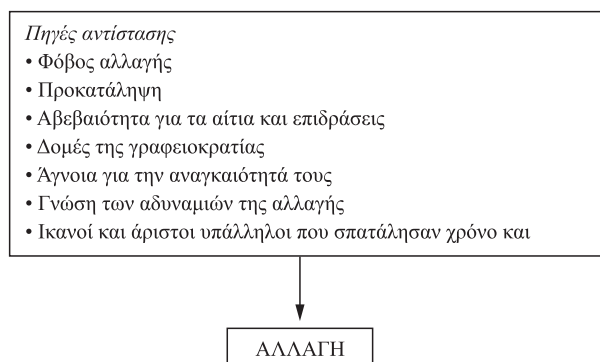 Πηγές αντίστασης
• Φόβος αλλαγής
• Προκατάληψη
• Αβεβαιότητα για τα αίτια και επιδράσεις
• Δομές της γραφειοκρατίας
• Άγνοια για την αναγκαιότητά τους
• Γνώση των αδυναμιών της αλλαγής
• Ικανοί και άριστοι υπάλληλοι που σπατάλησαν χρόνο και
ΑΛΛΑΓΗ